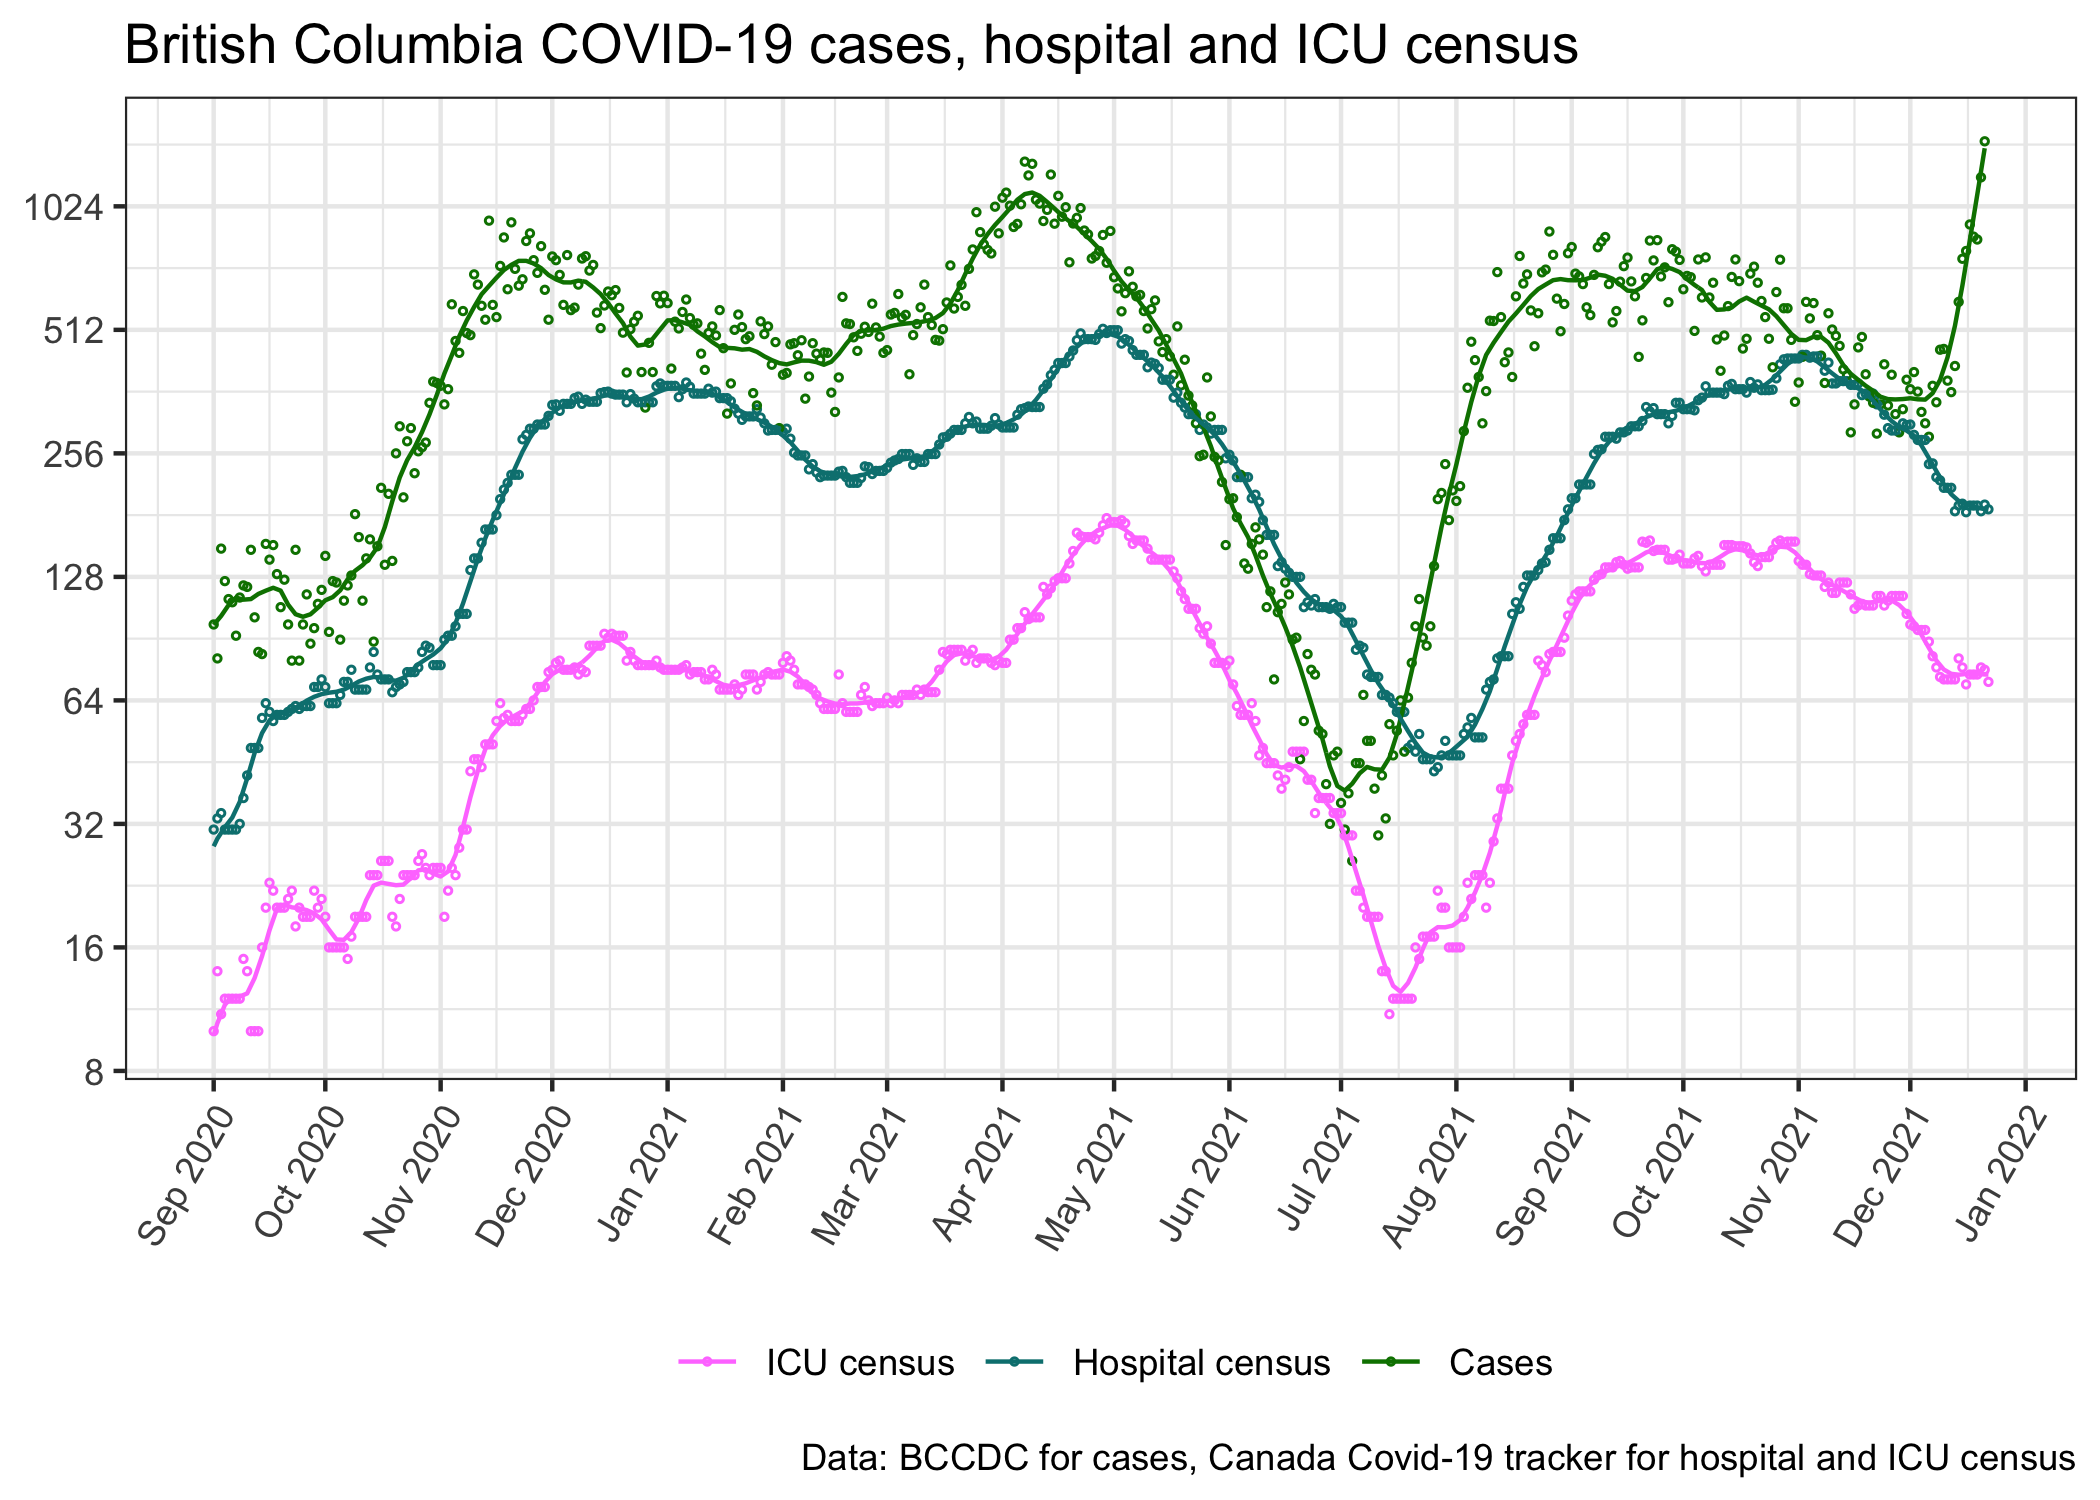 British Columbia COVID-19 cases, hospital and ICU census
1024
512
256
128
64
32
16
8
Sep 2020
Oct 2020
Nov 2020
Dec 2020
Jan 2021
Feb 2021
Mar 2021
Apr 2021
May 2021
Jun 2021
Jul 2021
Aug 2021
Sep 2021
Oct 2021
Nov 2021
Dec 2021
Jan 2022
ICU census Hospital census Cases
Data: BCCDC for cases, Canada Covid-19 tracker for hospital and ICU census